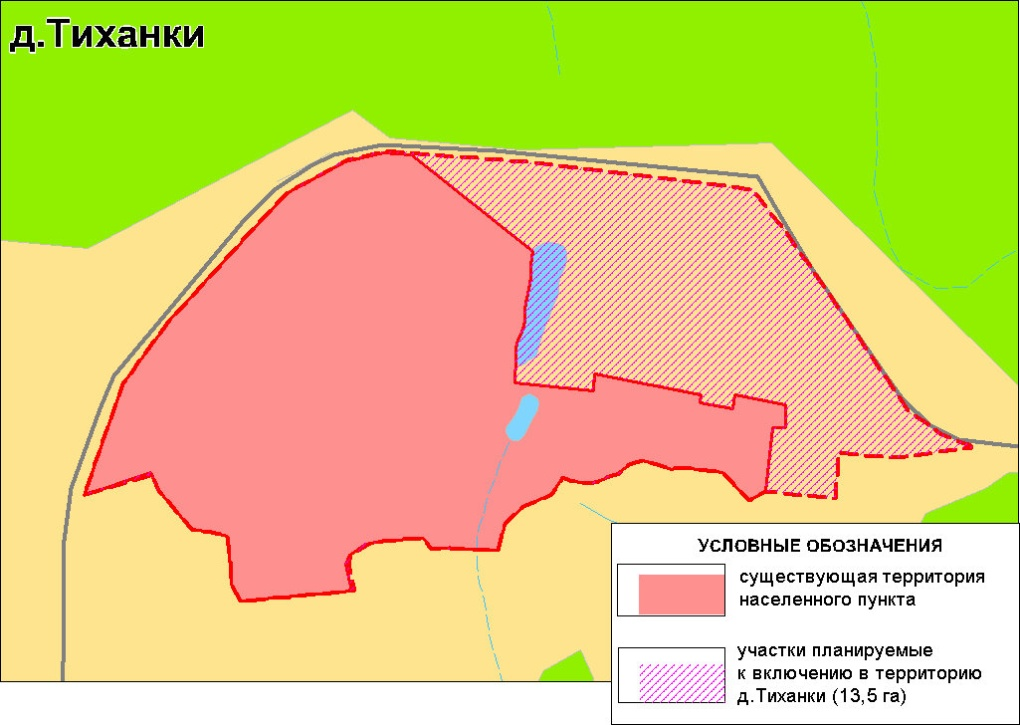 д.Тиханки
УСЛОВНЫЕ ОБОЗНАЧЕНИЯ
существующая территория
населенного пункта
участки планируемые
к включению в территорию
д.Тиханки (13,5 га)